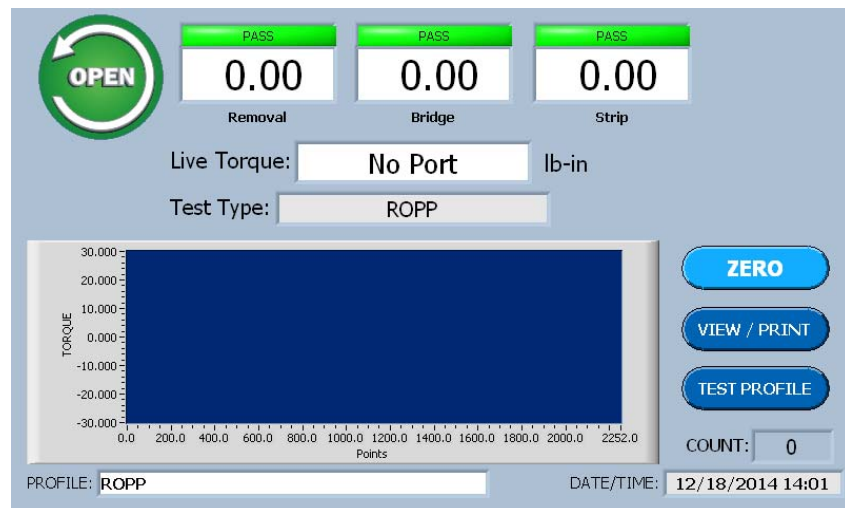 OPEN
PASS PASS PASS
0.00 0.00 0.00
Removal Bridge Strip
Live Torque: No Port lb-in
Test Type: ROPP
30.000
20.000
10.000
0.000
-10.000
-20.000
-30.000
TORQUE
0.0 200.0 400.0 600.0 800.0 1000.0 1200.0 1400.0 1600.0 1800.0 2000.0 2252.0
Points
ZERO
VIEW / PRINT
TEST PROFILE
COUNT: 0
PROFILE: ROPP
DATE/TIME: 12/18/2014 14:01